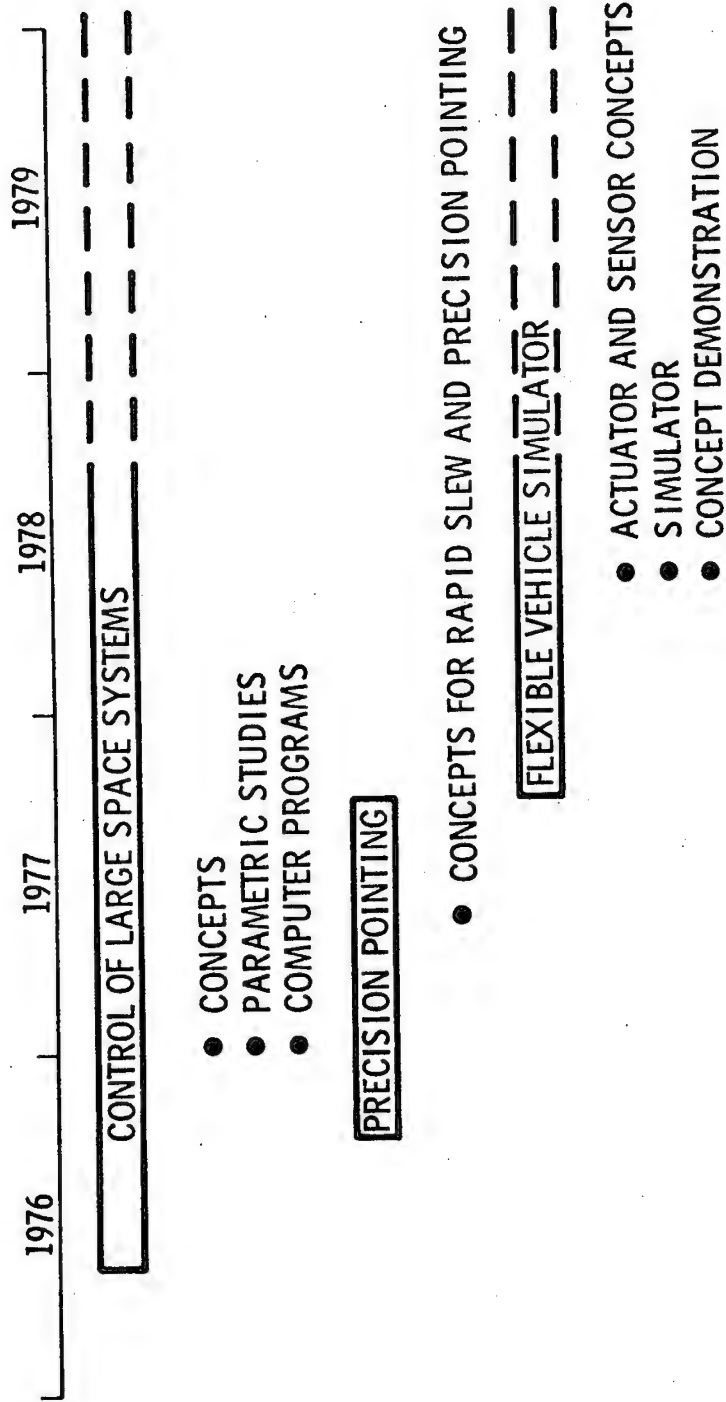 1976 1977 1978 1979
CONTROL OF LARGE SPACE SYSTEMS
● CONCEPTS
● PARAMETRIC STUDIES
● COMPUTER PROGRAMS
PRECISION POINTING
● CONCEPTS FOR RAPID SLEW AND PRECISION POINTING
FLEXIBLE VEHICLE SIMULATOR
● ACTUATOR AND SENSOR CONCEPTS
● SIMULATOR
● CONCEPT DEMONSTRATION